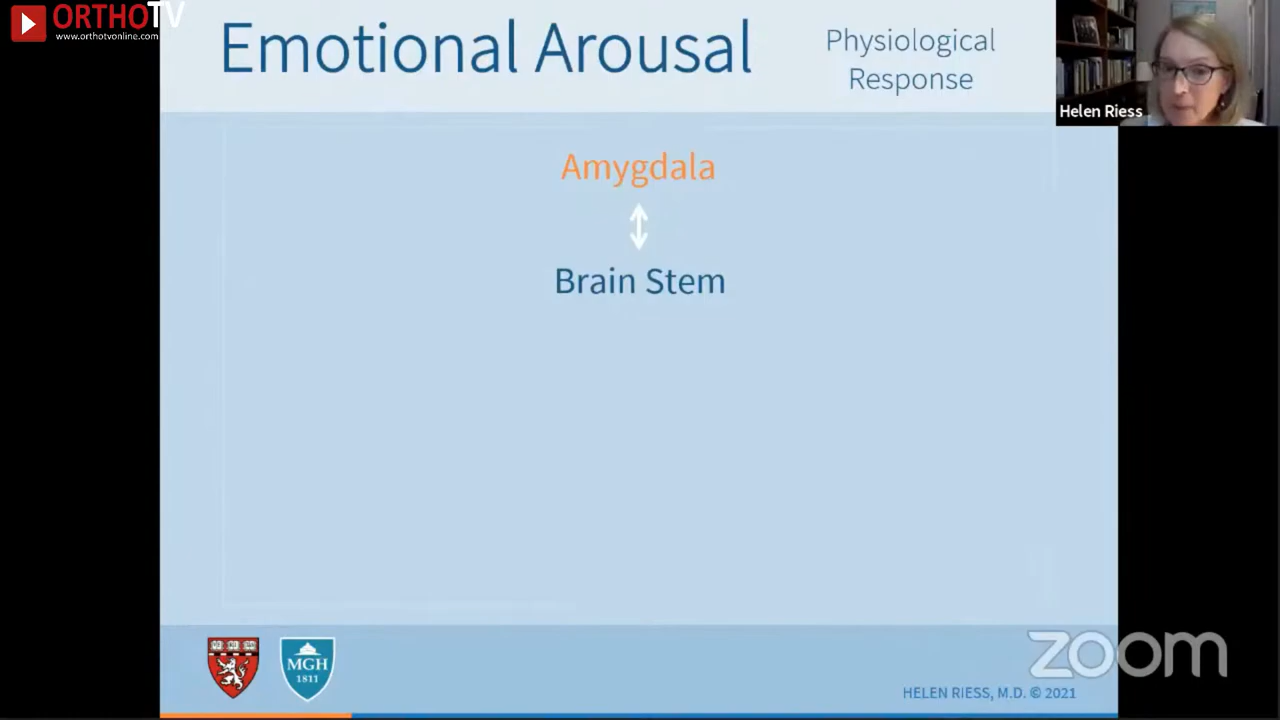 ORTHOTV
www.orthotvonline.com
Emotional Arousal
Physiological
Response
Helen Riess
Amygdala
Brain Stem
MGH
1811
zoom
HELEN RIESS, M.D. © 2021